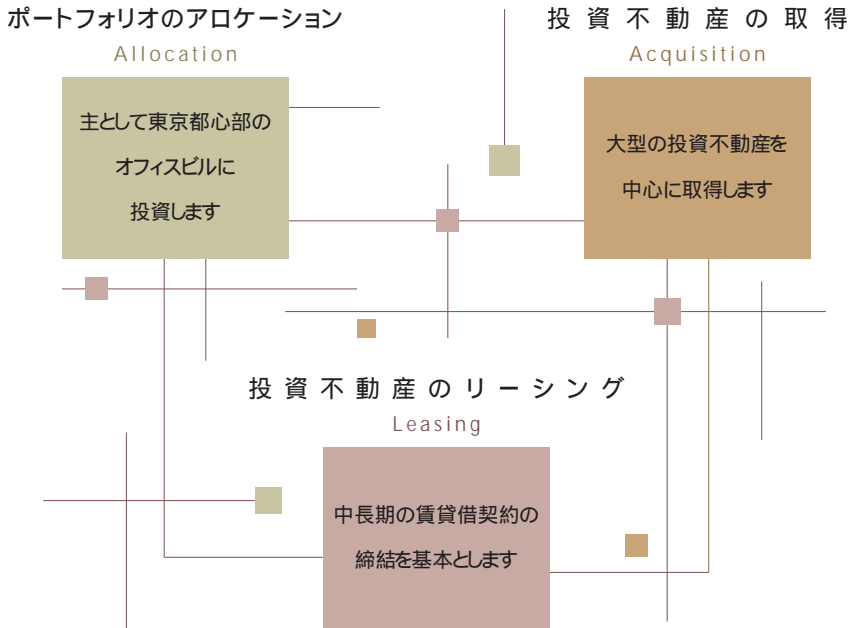 ポートフォリオのアロケーション
Allocation
主として東京都心部の
オフィスビルに
投資します
投資不動産の取得
Acquisition
大型の投資不動産を
中心に取得します
投資不動産のリーシング
Leasing
中長期の賃貸借契約の
締結を基本とします